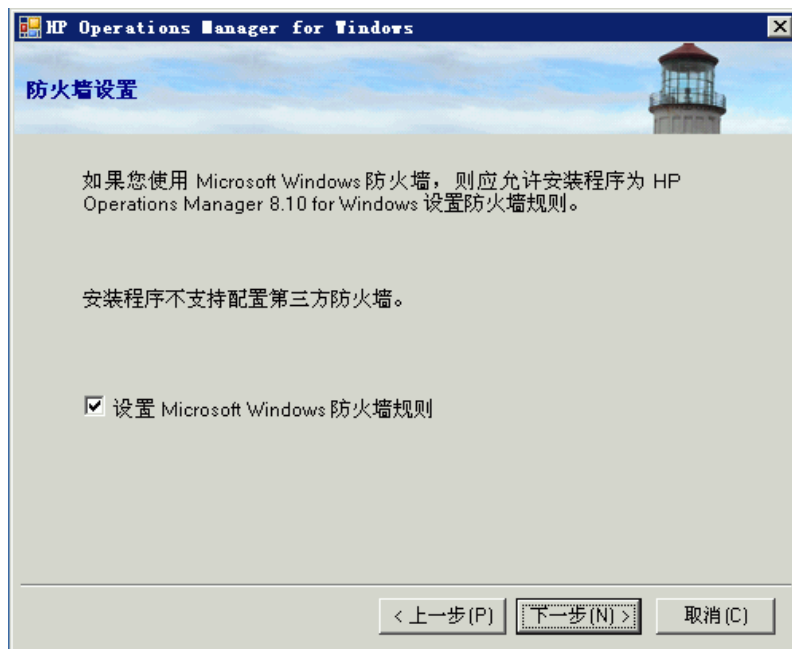 HP Operations Manager for Windows
防火墙设置
如果您使用 Microsoft Windows 防火墙，则应允许安装程序为 HP
Operations Manager 8.10 for Windows 设置防火墙规则。
安装程序不支持配置第三方防火墙。
设置 Microsoft Windows 防火墙规则
< 上一步(P) 下一步(N) > 取消(C)